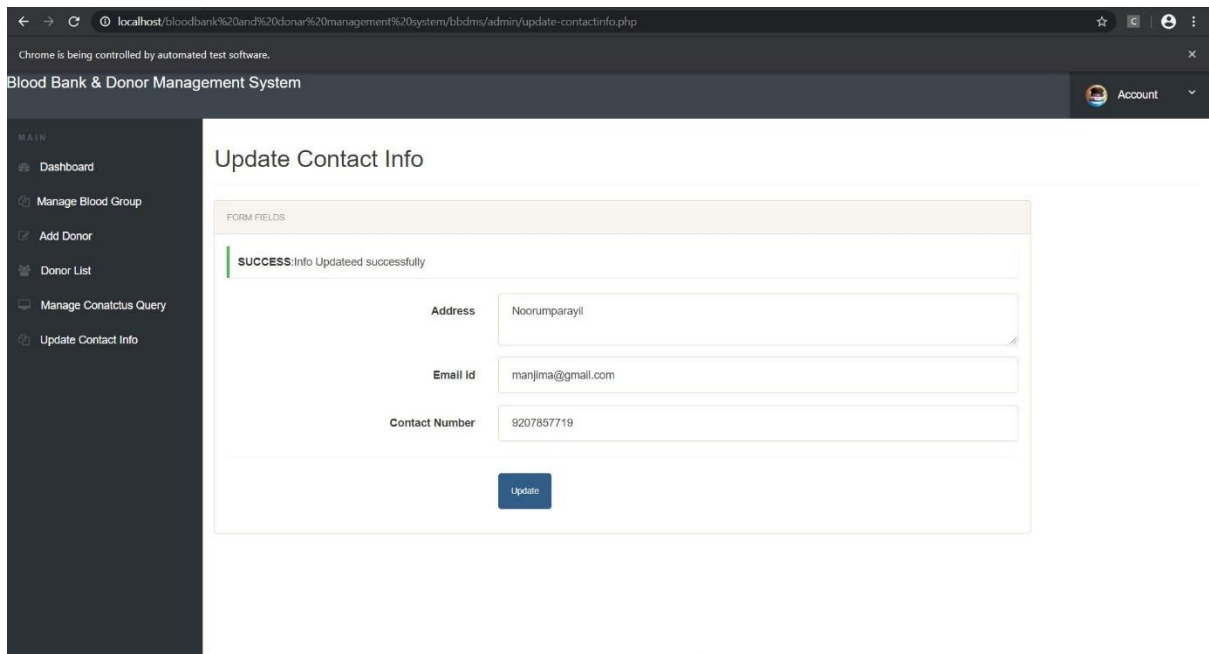 localhost/bloodbank%20and%20donar%20management%20system/bbdms/admin/update-contactinfo.php
C
Chrome is being controlled by automated test software.
Blood Bank & Donor Management System
Account
MAIN
Dashboard
Manage Blood Group
Add Donor
Donor List
Manage Conatctus Query
Update Contact Info
Update Contact Info
FORM FIELDS
SUCCESS:Info Updateed successfully
Address
Noorumparayil
Email id
manjima@gmail.com
Contact Number
9207857719
Update